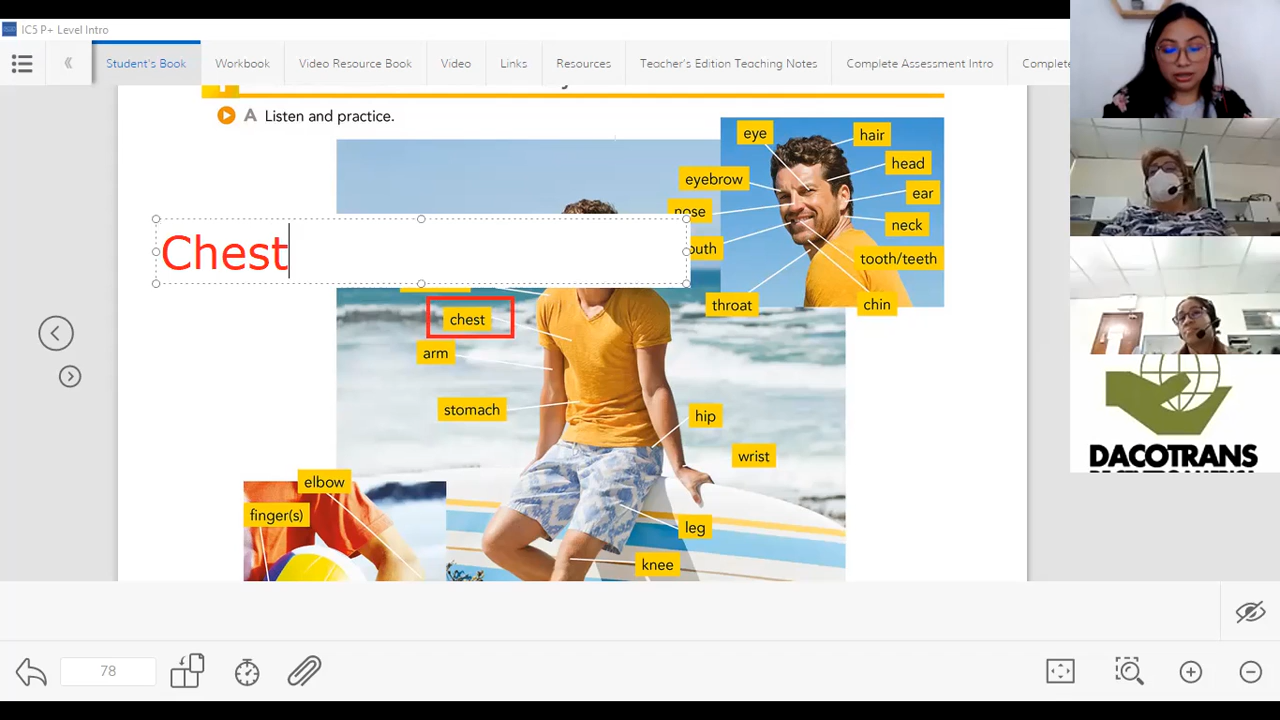 IC5 P+ Level Intro
Student's Book
Workbook
Video Resource Book
Video
Links
Resources
Teacher's Edition Teaching Notes
Complete Assessment Intro
A Listen and practice.
eye
hair
eyebrow
head
ear
nose
neck
tooth/teeth
throat
chin
Chest
chest
arm
stomach
hip
wrist
elbow
finger(s)
leg
knee
78
DACOTRANS